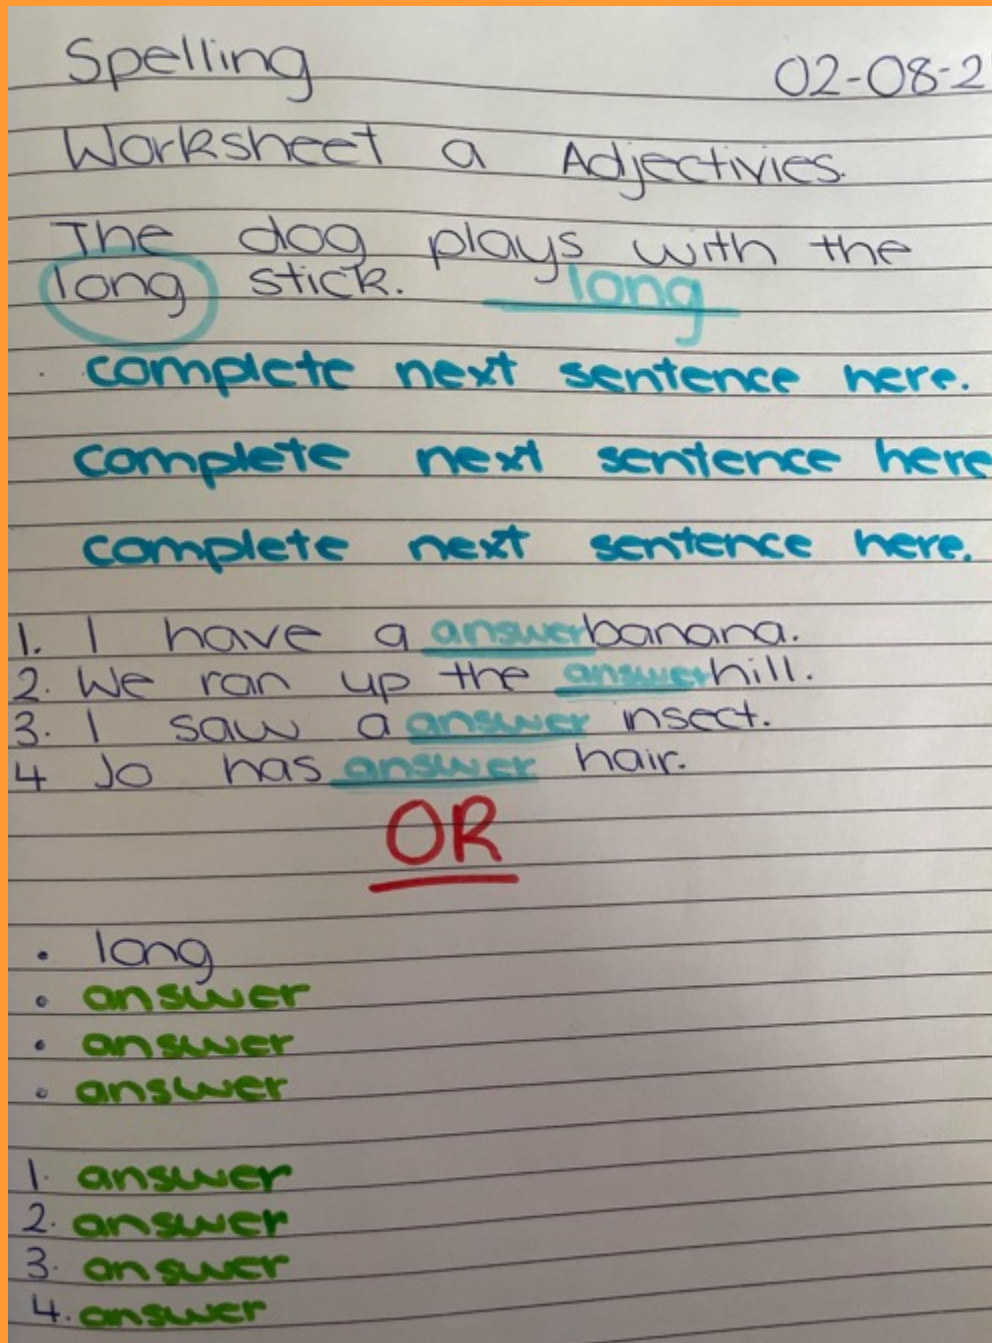 Spelling 02-08-2
Worksheet a Adjectivies.
The dog plays with the
long stick. long
complete next sentence here.
complete next sentence here
complete next sentence here.
1. I have a answer banana.
2. We ran up the answer hill.
3. I saw a answer insect.
4 Jo has answer hair.
OR
• long
• answer
• answer
• answer
1. answer
2. answer
3. answer
4. answer